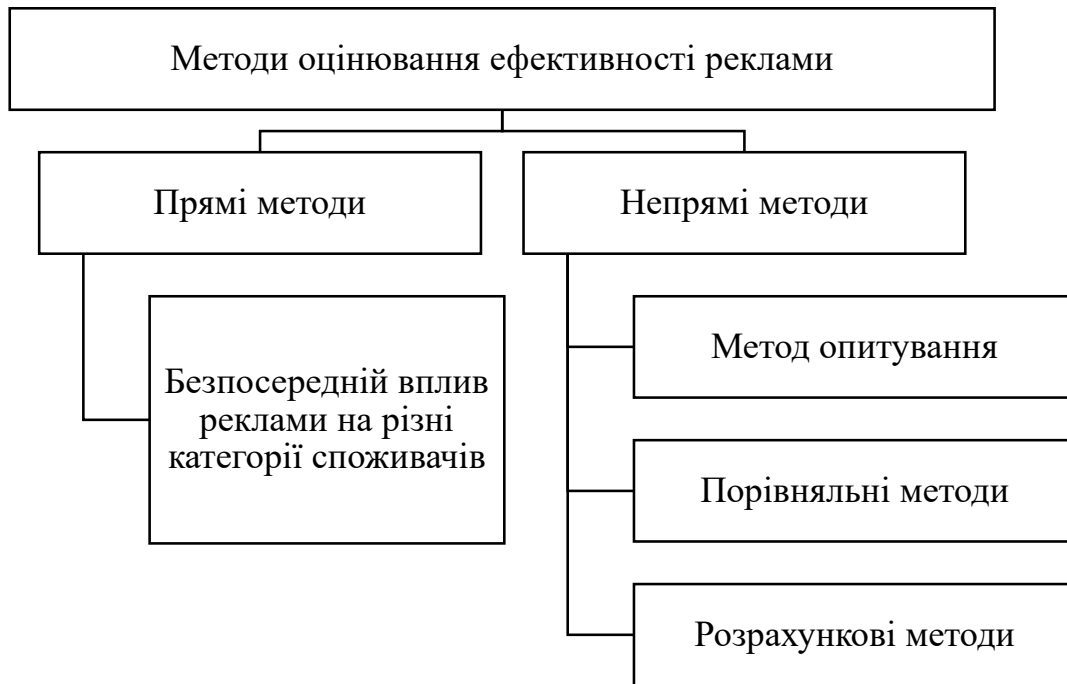 Методи оцінювання ефективності реклами
Прямі методи
Непрямі методи
Безпосередній вплив
реклами на різні
категорії споживачів
Метод опитування
Порівняльні методи
Розрахункові методи